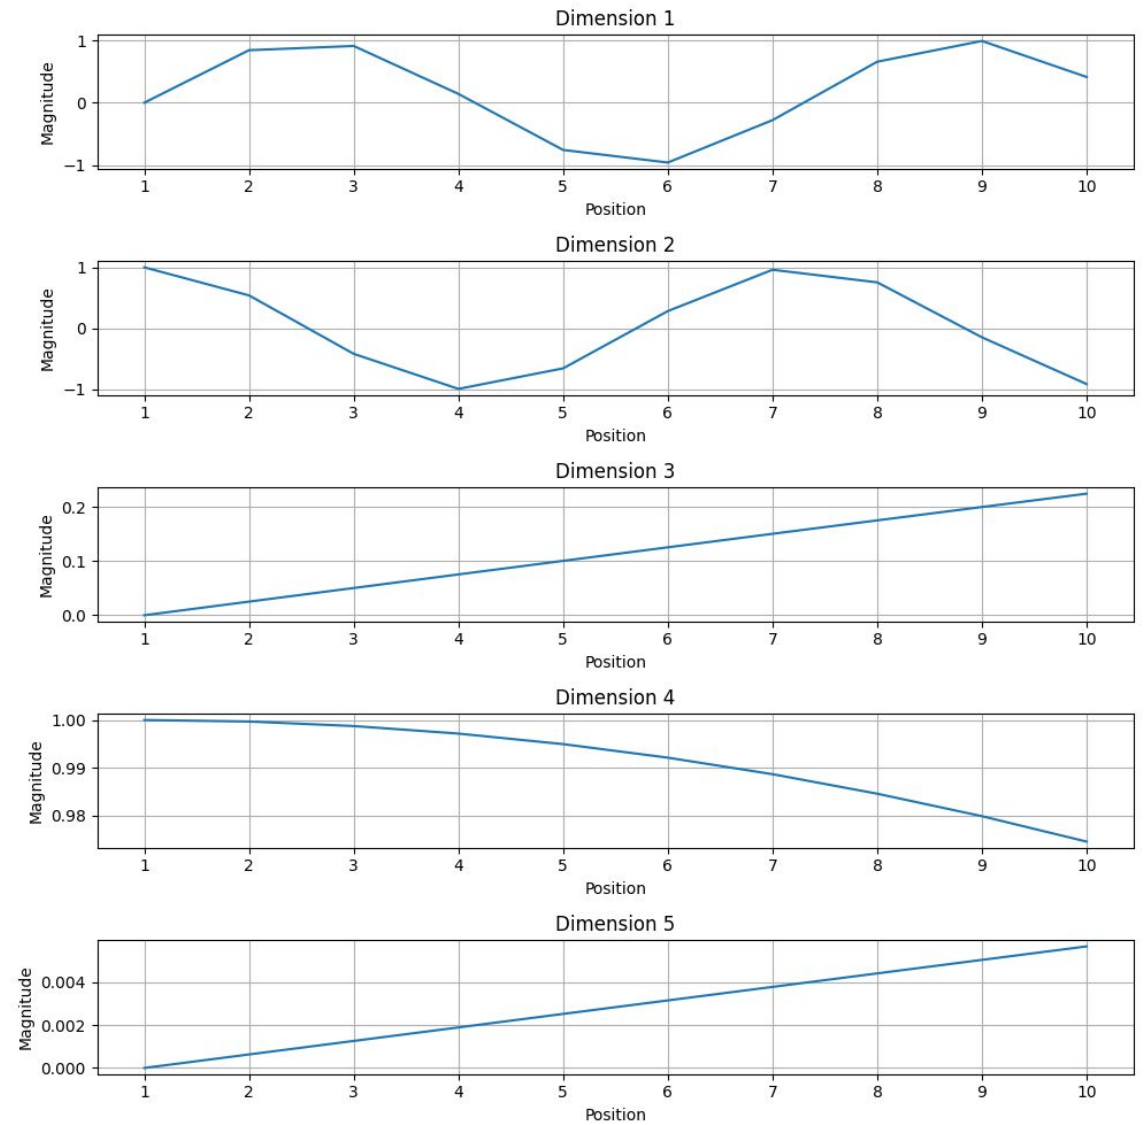 Dimension 1
1
0
−1
Magnitude
1 2 3 4 5 6 7 8 9 10
Position
Dimension 2
1
0
−1
Magnitude
1 2 3 4 5 6 7 8 9 10
Position
Dimension 3
0.2
0.1
0.0
Magnitude
1 2 3 4 5 6 7 8 9 10
Position
Dimension 4
1.00
0.99
0.98
Magnitude
1 2 3 4 5 6 7 8 9 10
Position
Dimension 5
0.004
0.002
0.000
Magnitude
1 2 3 4 5 6 7 8 9 10
Position